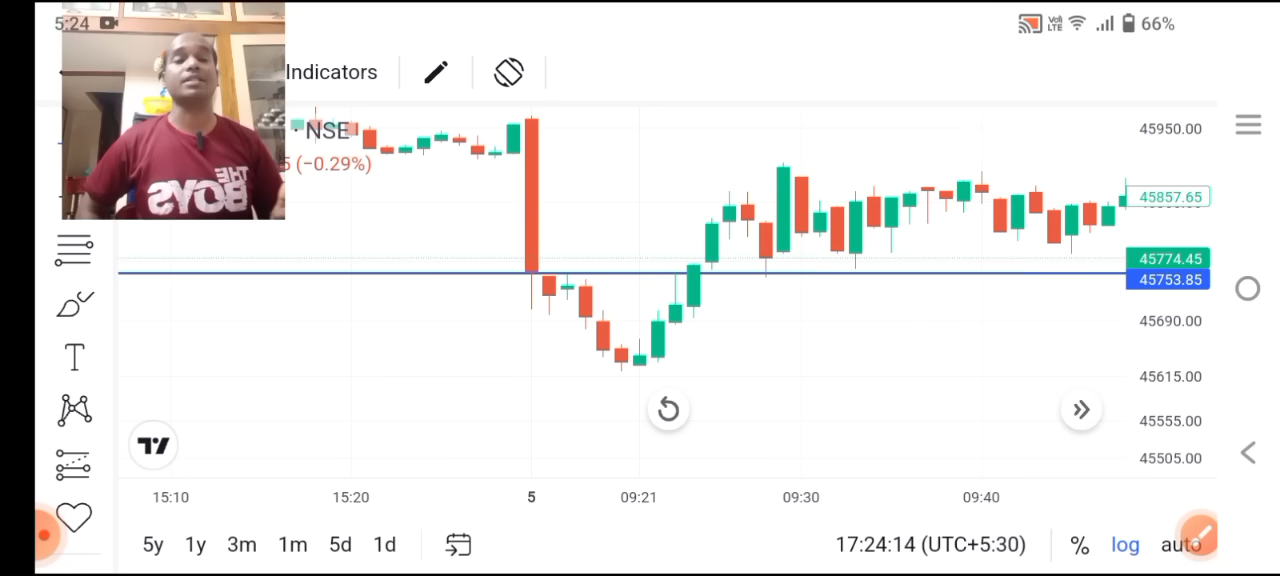 5:24
Vo)
LTE
66%
Indicators
· NSE
5 (−0.29%)
THE
BOYS
45950.00
45857.65
45774.45
45753.85
45690.00
45615.00
45555.00
45505.00
T
15:10 15:20 5 09:21 09:30 09:40
5y 1y 3m 1m 5d 1d 17:24:14 (UTC+5:30) % log auto